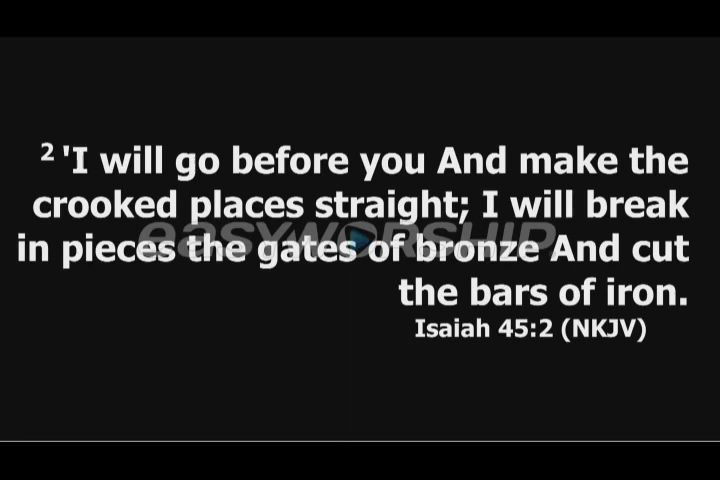 2 'I will go before you And make the
crooked places straight; I will break
in pieces the gates of bronze And cut
the bars of iron.
Isaiah 45:2 (NKJV)
easyworship